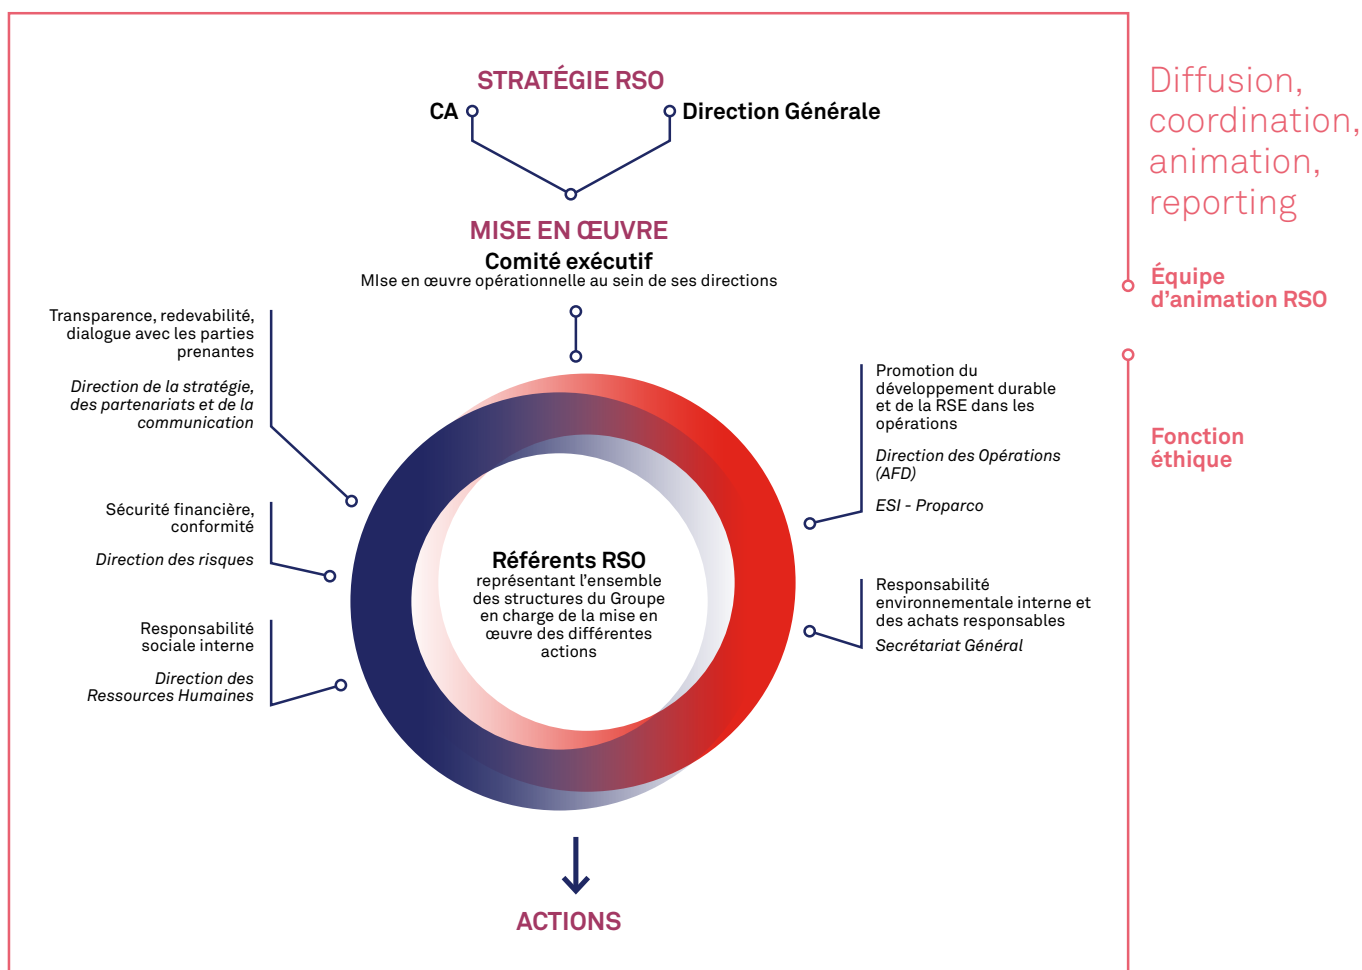 STRATÉGIE RSO
CA
Direction Générale
MISE EN ŒUVRE
Comité exécutif
MIse en œuvre opérationnelle au sein de ses directions
Transparence, redevabilité,
dialogue avec les parties
prenantes
Direction de la stratégie,
des partenariats et de la
communication
Sécurité financière,
conformité
Direction des risques
Responsabilité
sociale interne
Direction des
Ressources Humaines
Référents RSO
représentant l’ensemble
des structures du Groupe
en charge de la mise en
œuvre des différentes
actions
Promotion du
développement durable
et de la RSE dans les
opérations
Direction des Opérations
(AFD)
ESI - Proparco
Responsabilité
environnementale interne et
des achats responsables
Secrétariat Général
ACTIONS
Diffusion,
coordination,
animation,
reporting
Équipe
d’animation RSO
Fonction
éthique